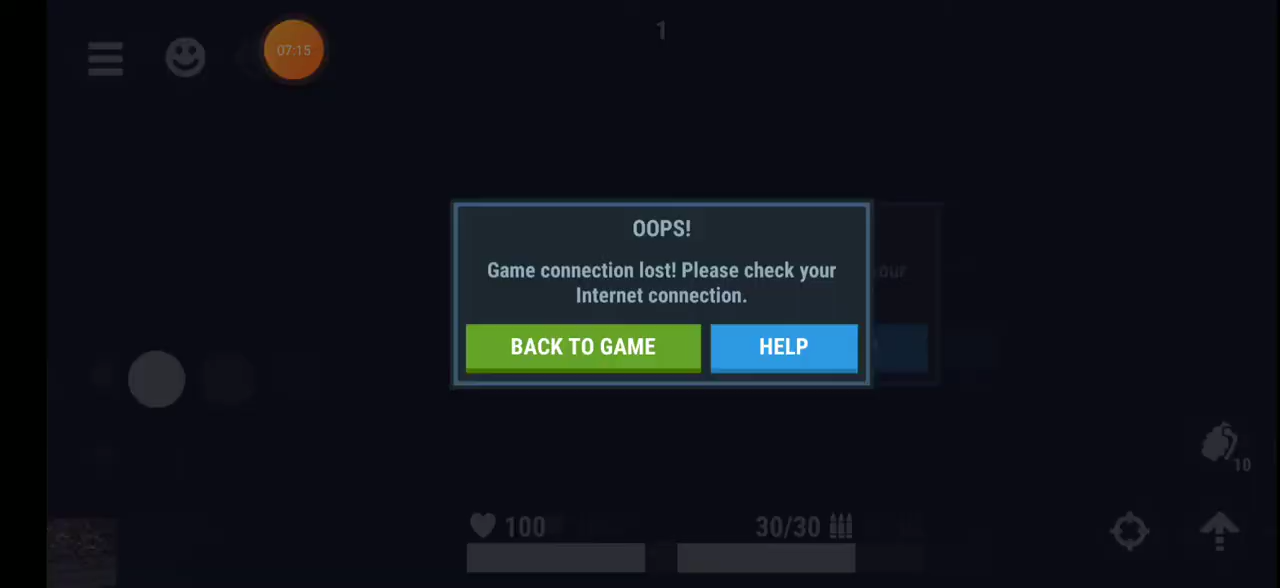 1
07:15
OOPS!
Game connection lost! Please check your
Internet connection.
BACK TO GAME
HELP
10
100
30/30